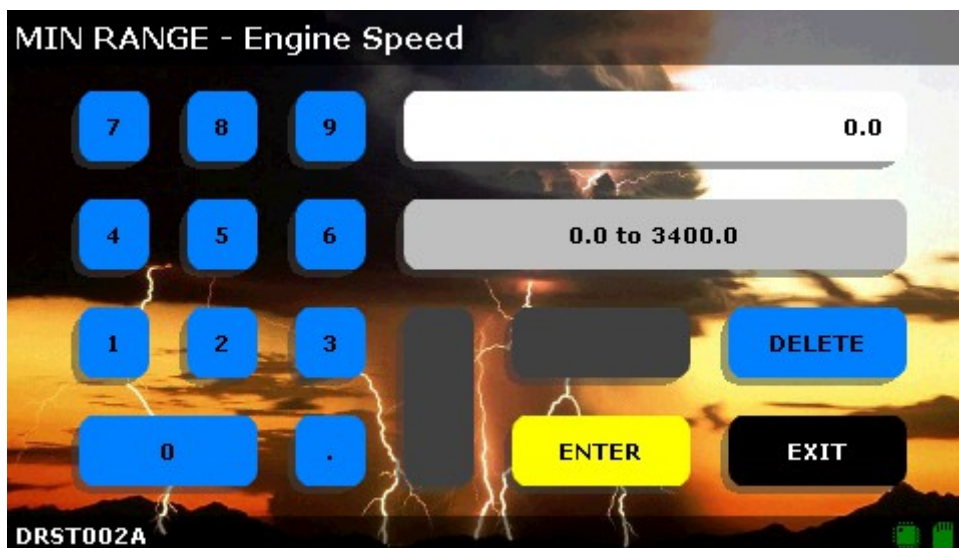 MIN RANGE - Engine Speed
7 8 9 0.0
4 5 6 0.0 to 3400.0
1 2 3 DELETE
0 . ENTER EXIT
DRST002A